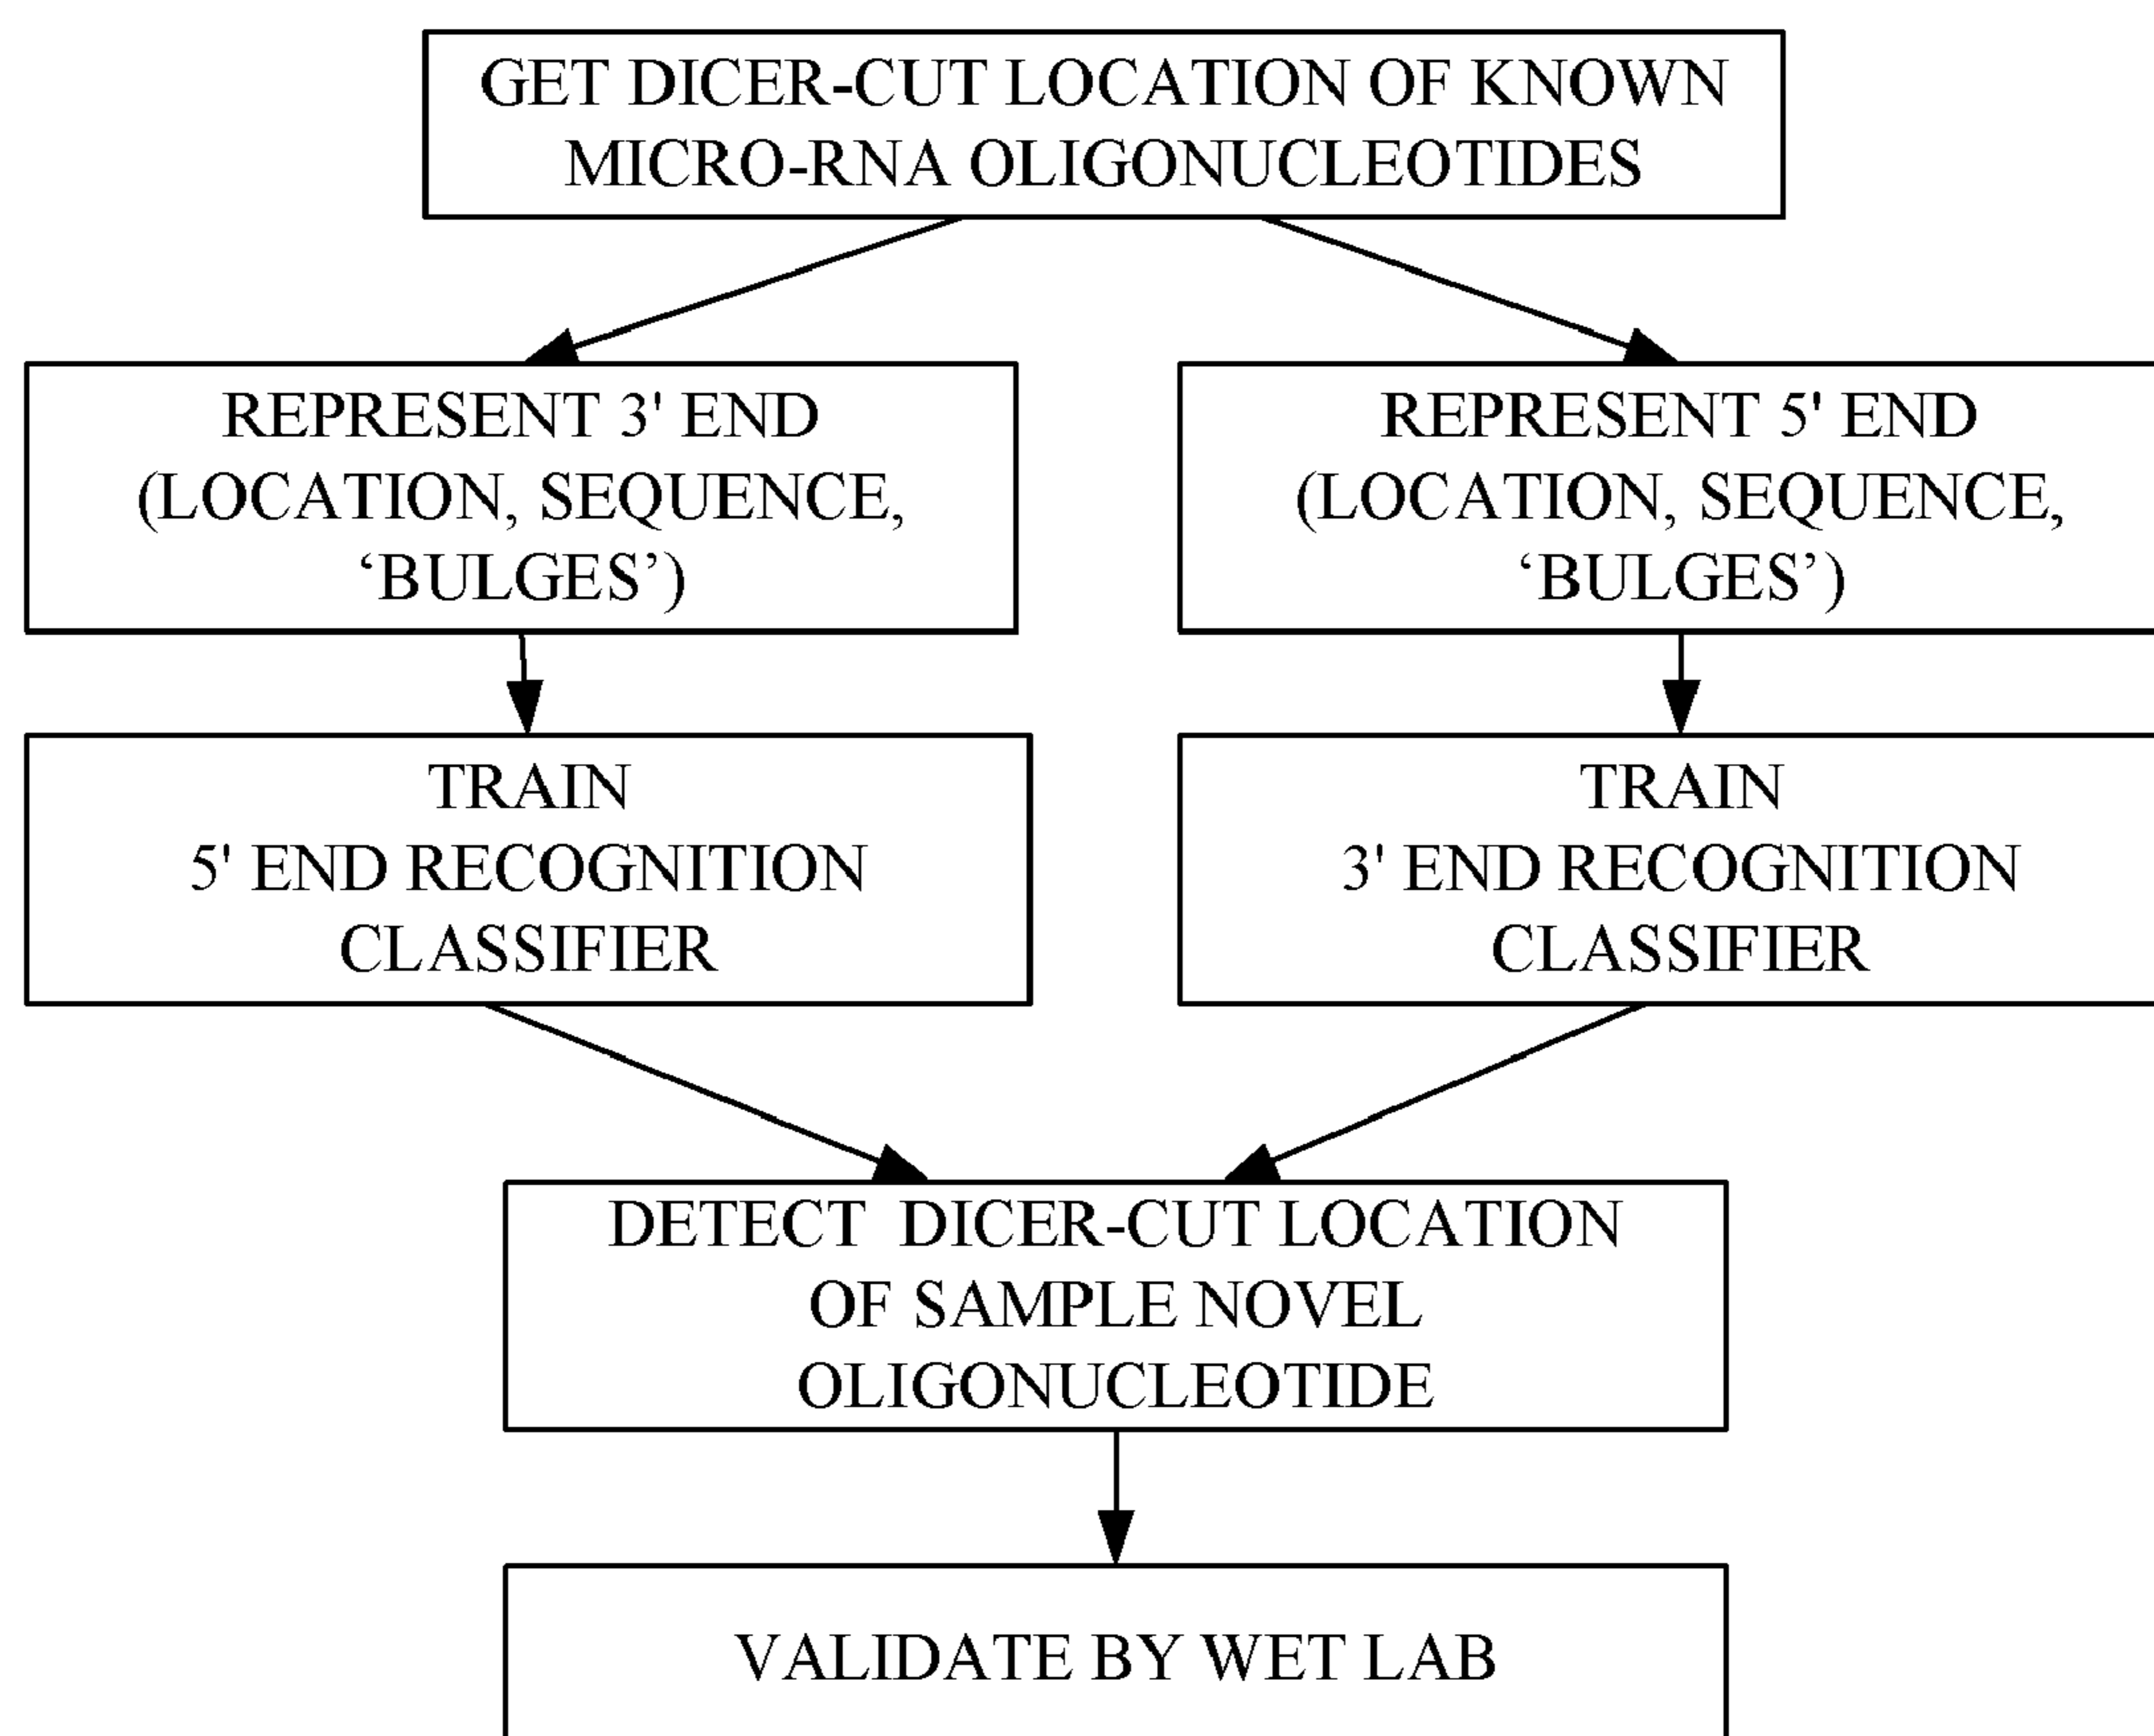 GET DICER-CUT LOCATION OF KNOWN
MICRO-RNA OLIGONUCLEOTIDES
REPRESENT 3' END
(LOCATION, SEQUENCE,
‘BULGES’)
REPRESENT 5' END
(LOCATION, SEQUENCE,
‘BULGES’)
TRAIN
5' END RECOGNITION
CLASSIFIER
TRAIN
3' END RECOGNITION
CLASSIFIER
DETECT DICER-CUT LOCATION
OF SAMPLE NOVEL
OLIGONUCLEOTIDE
VALIDATE BY WET LAB